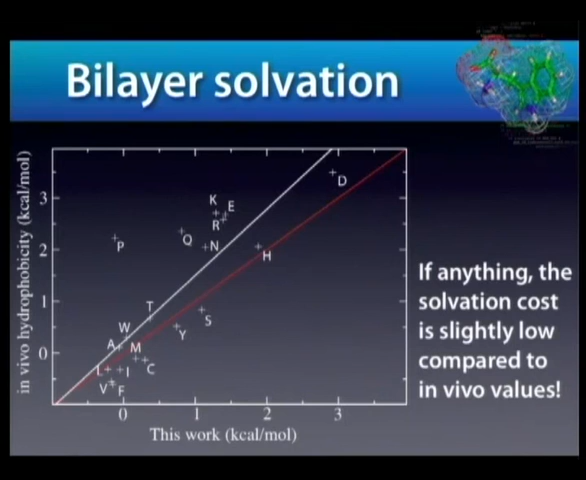 Bilayer solvation
in vivo hydrophobicity (kcal/mol)
3
2
1
0
D
K
E
R
Q
N
P
H
T
S
W
Y
A
M
L
I
C
V
F
0
1
2
3
This work (kcal/mol)
If anything, the
solvation cost
is slightly low
compared to
in vivo values!